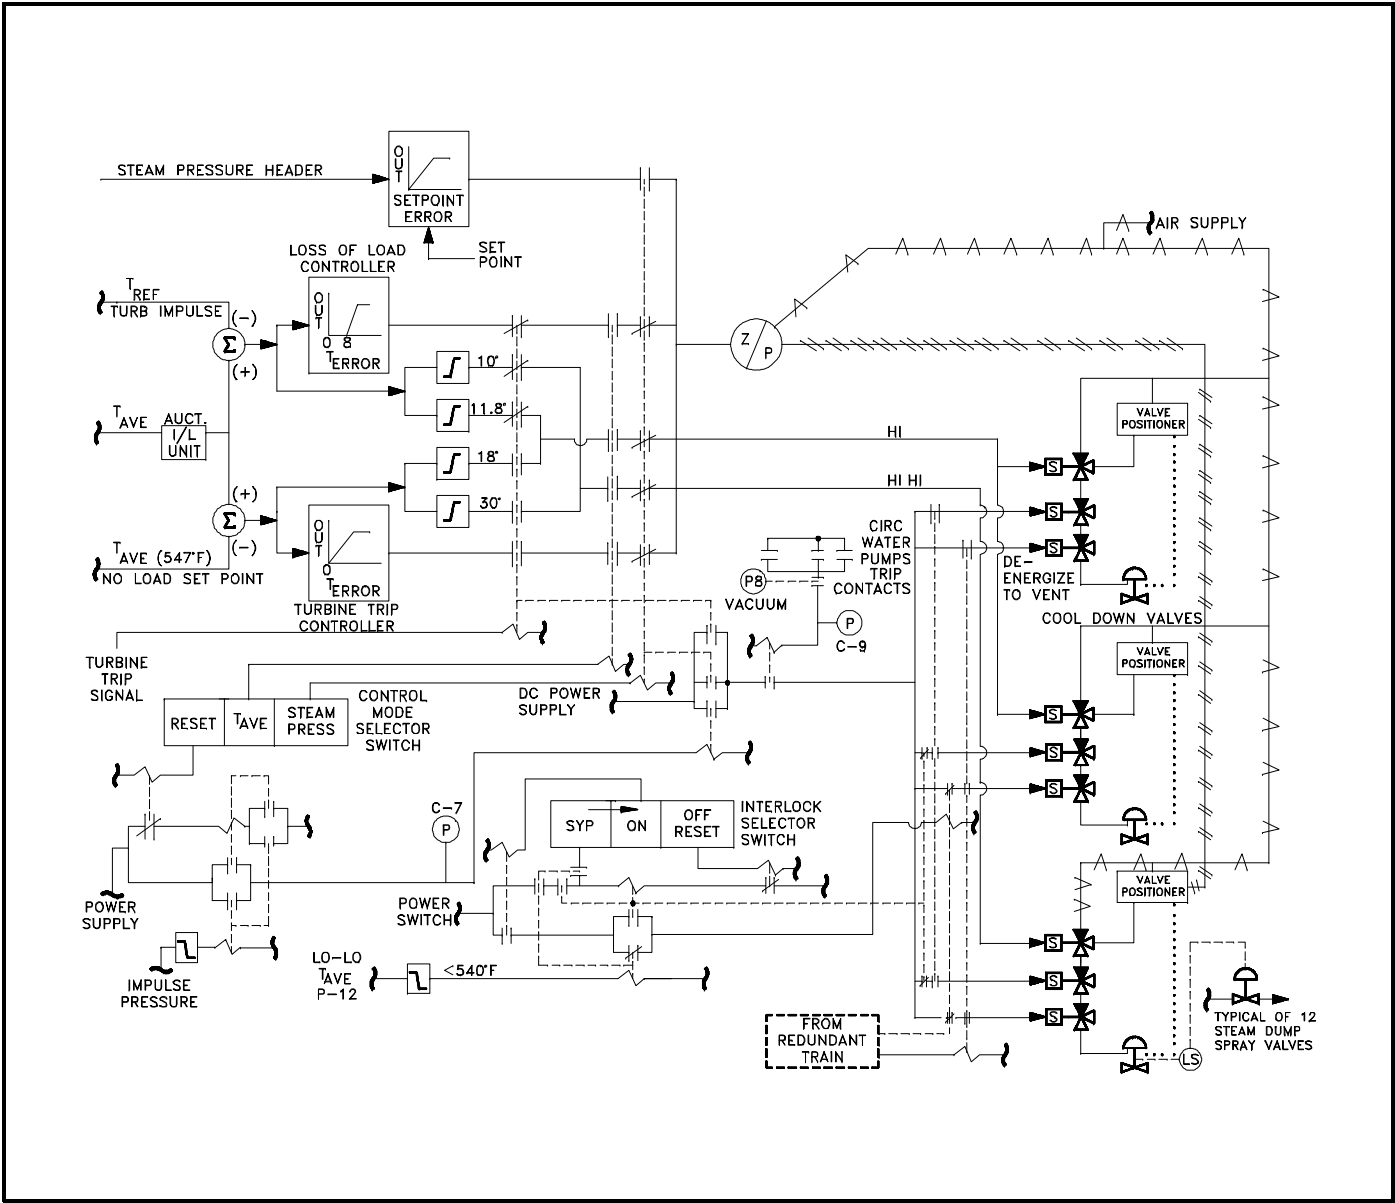 STEAM PRESSURE HEADER
OUT
SETPOINT
ERROR
SET
POINT
LOSS OF LOAD
CONTROLLER
OUT
0 8
TERROR
TREF
TURB IMPULSE
(-)
Σ
(+)
10°
11.8°
TAVE
AUCT.
I/L
UNIT
18°
30°
(+)
Σ
(-)
TAVE (547°F)
NO LOAD SET POINT
OUT
0
TERROR
TURBINE TRIP
CONTROLLER
TURBINE
TRIP
SIGNAL
RESET
TAVE
STEAM
PRESS
CONTROL
MODE
SELECTOR
SWITCH
DC POWER
SUPPLY
POWER
SUPPLY
IMPULSE
PRESSURE
C-7
P
SYP
ON
OFF
RESET
INTERLOCK
SELECTOR
SWITCH
POWER
SWITCH
LO-LO
TAVE
P-12
<540°F
FROM
REDUNDANT
TRAIN
Z
P
AIR SUPPLY
HI
HI HI
CIRC
WATER
PUMPS
TRIP
CONTACTS
P8
VACUUM
P
C-9
VALVE
POSITIONER
S
S
S
DE-
ENERGIZE
TO VENT
COOL DOWN VALVES
VALVE
POSITIONER
S
S
S
VALVE
POSITIONER
S
S
S
LS
TYPICAL OF 12
STEAM DUMP
SPRAY VALVES